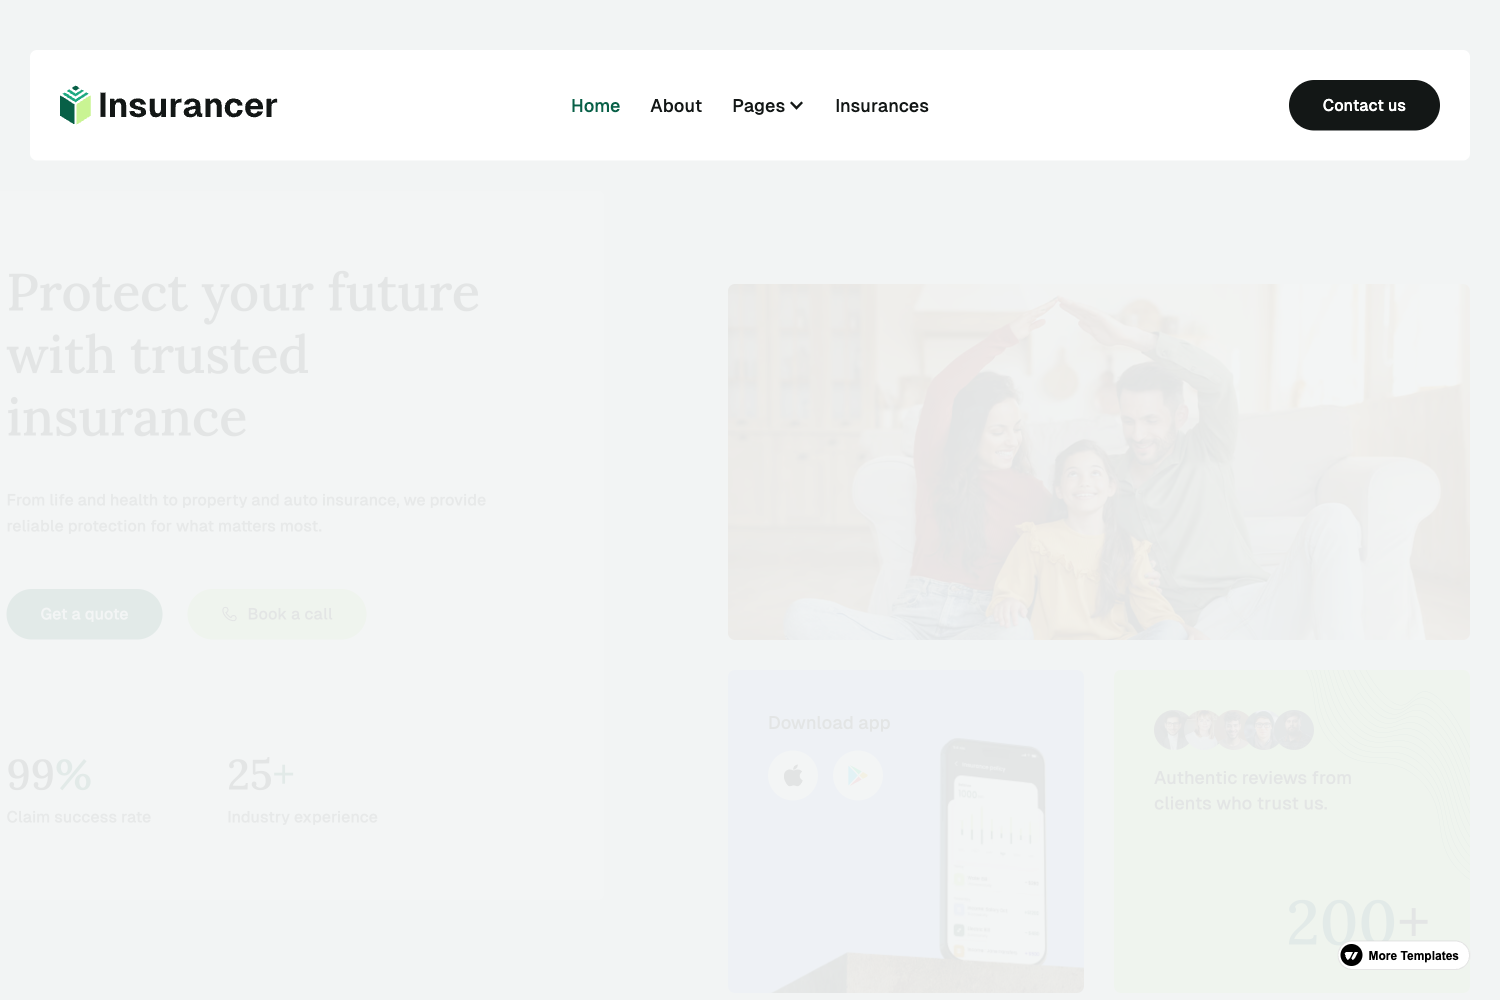 Insurancer
Home
About
Pages
Insurances
Contact us
Protect your future
with trusted
insurance
From life and health to property and auto insurance, we provide
reliable protection for what matters most.
Get a quote
Book a call
99%
Claim success rate
25+
Industry experience
Download app
Authentic reviews from
clients who trust us.
200+
More Templates